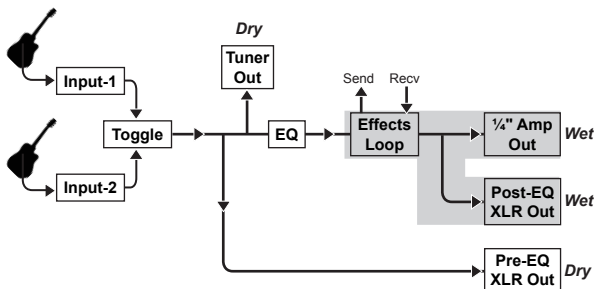 Dry
Tuner
Out
Send Recv
Input-1
Toggle
EQ
Effects
Loop
¼" Amp
Out
Wet
Input-2
Post-EQ
XLR Out
Wet
Pre-EQ
XLR Out
Dry